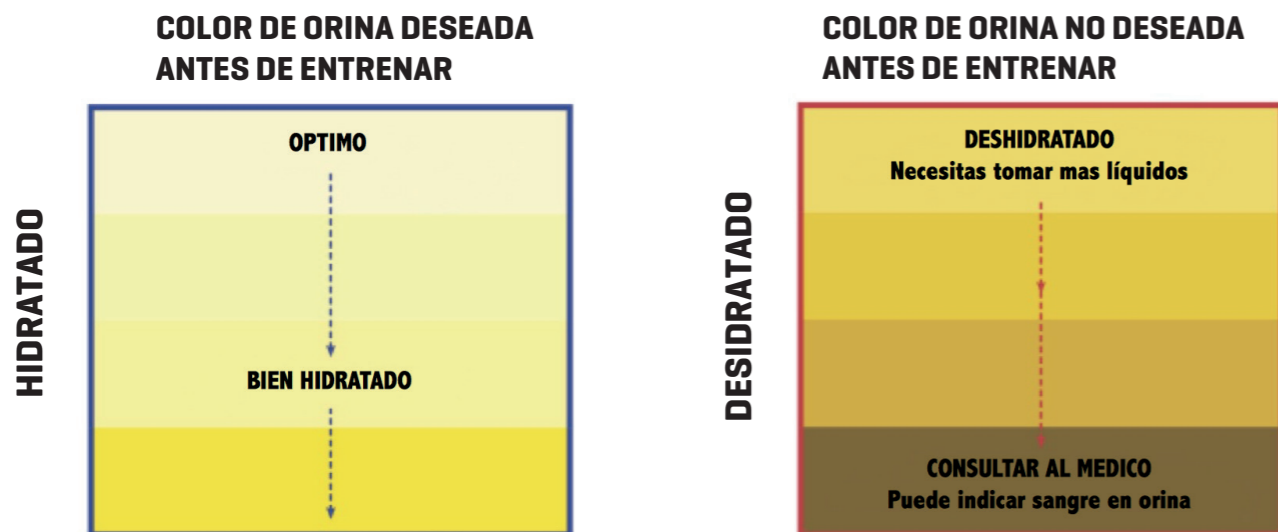 COLOR DE ORINA DESEADA
ANTES DE ENTRENAR
HIDRATADO
OPTIMO
BIEN HIDRATADO
COLOR DE ORINA NO DESEADA
ANTES DE ENTRENAR
DESIDRATADO
DESHIDRATADO
Necesitas tomar mas líquidos
CONSULTAR AL MEDICO
Puede indicar sangre en orina